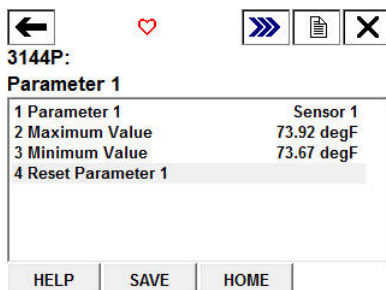 3144P:
Parameter 1
1 Parameter 1 Sensor 1
2 Maximum Value 73.92 degF
3 Minimum Value 73.67 degF
4 Reset Parameter 1
HELP SAVE HOME